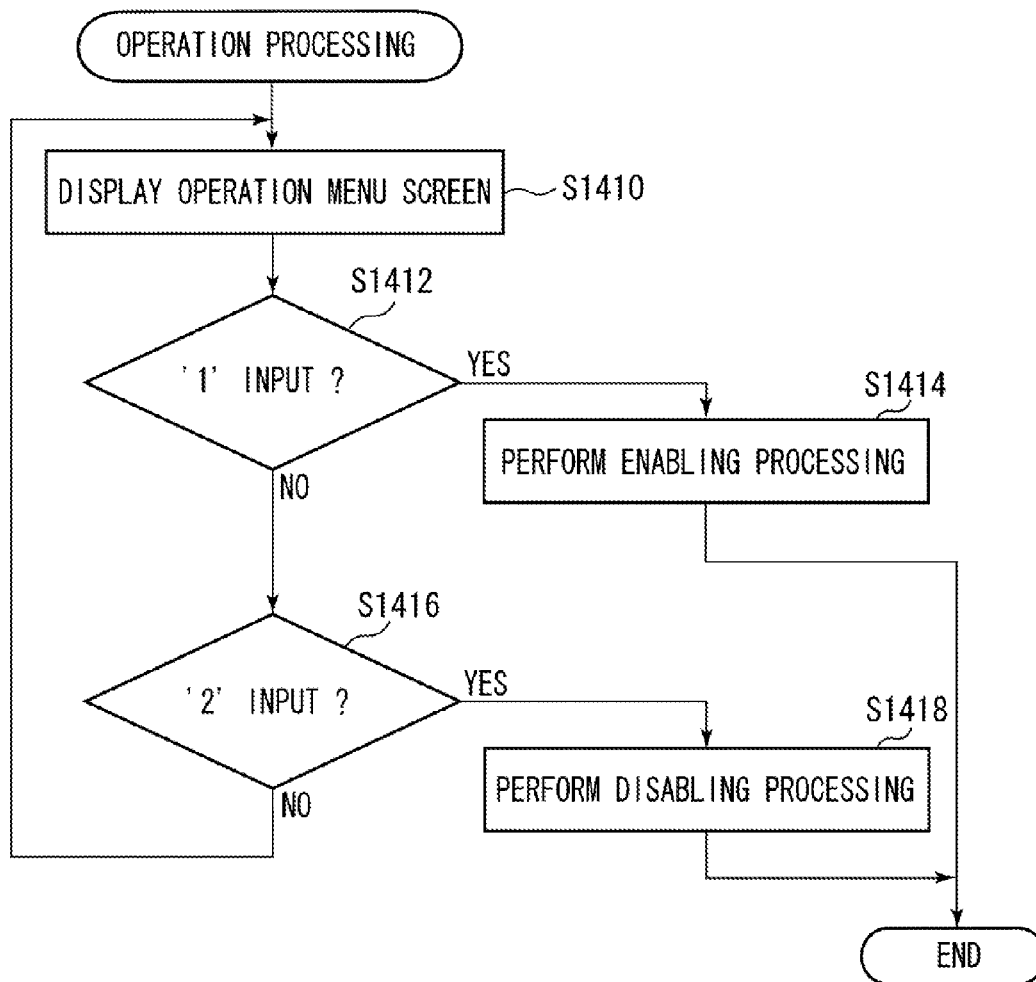 OPERATION PROCESSING
DISPLAY OPERATION MENU SCREEN
S1410
S1412
'1' INPUT ?
YES
NO
S1414
PERFORM ENABLING PROCESSING
S1416
'2' INPUT ?
YES
NO
S1418
PERFORM DISABLING PROCESSING
END